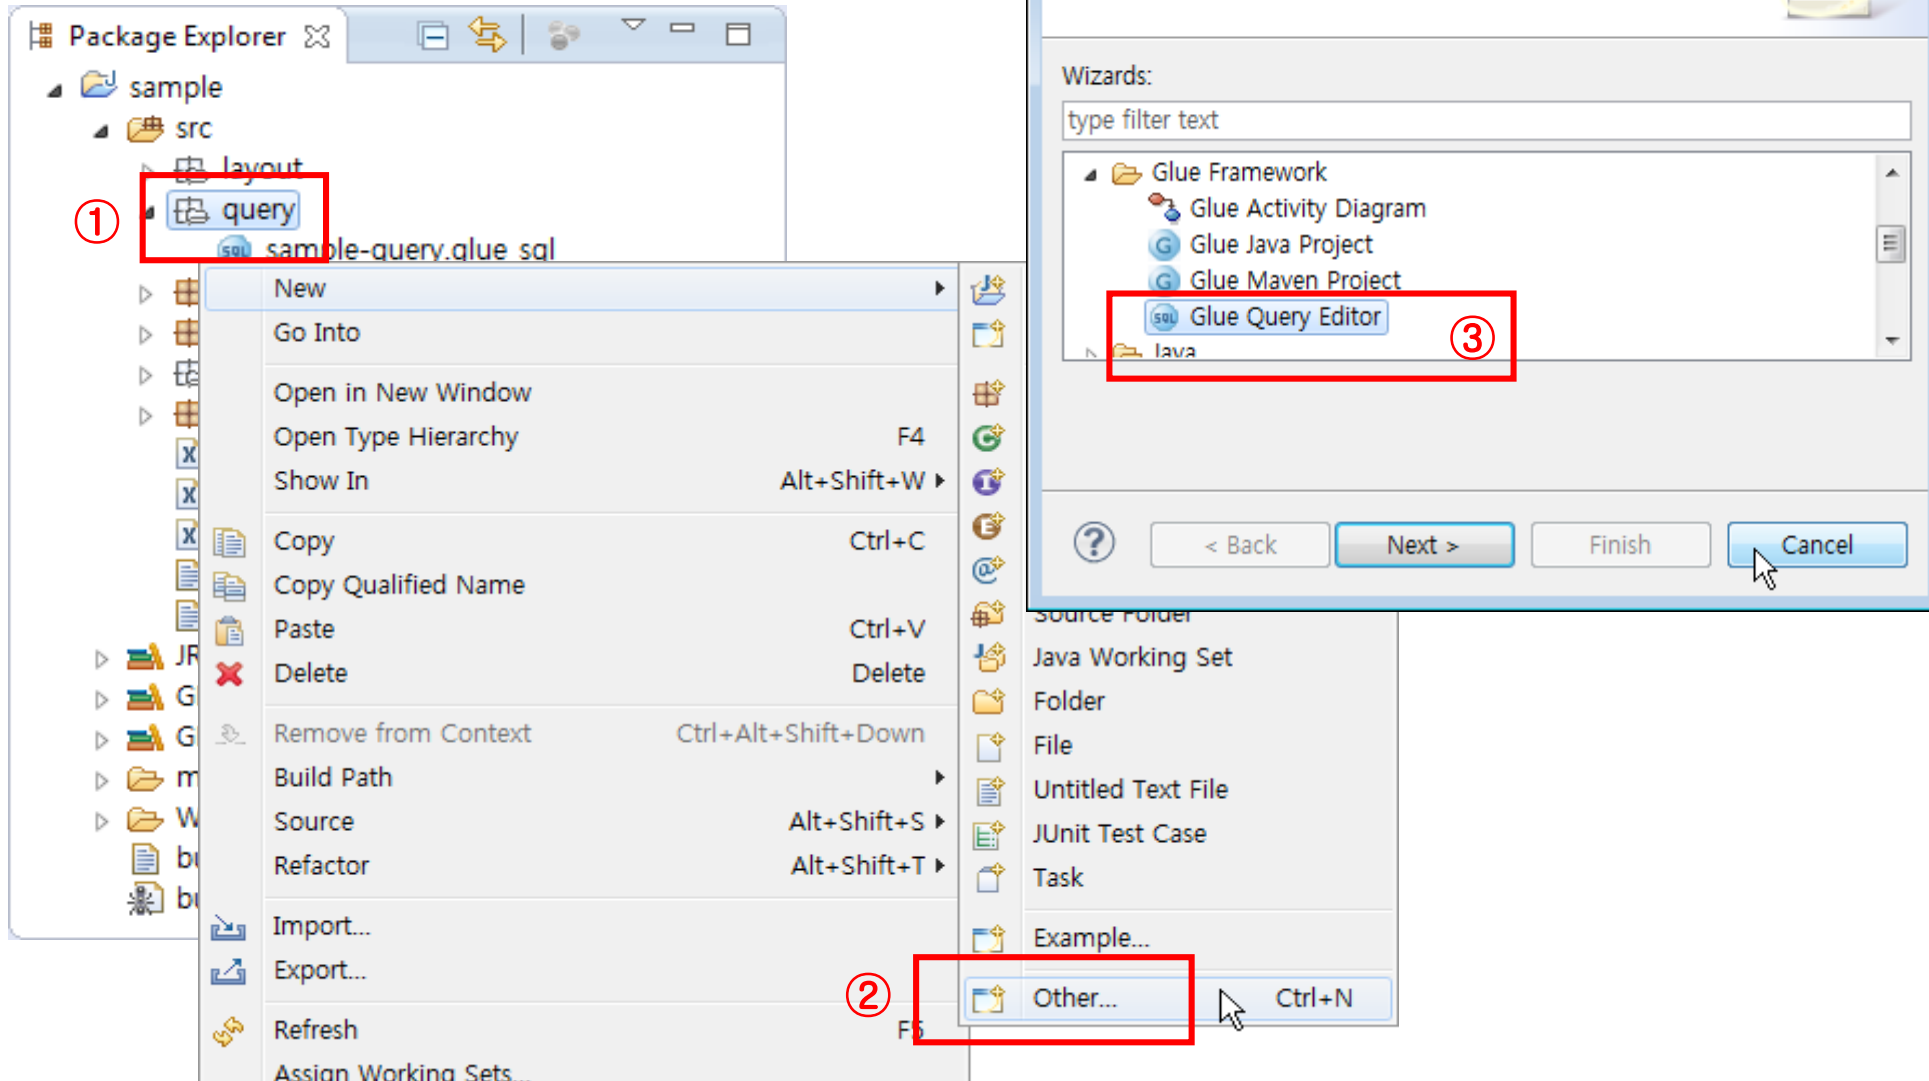 Package Explorer
sample
src
layout
① query
sample-query.glue_sql
New
Go Into
Open in New Window
Open Type Hierarchy F4
Show In Alt+Shift+W
Copy Ctrl+C
Copy Qualified Name
Paste Ctrl+V
Delete Delete
Remove from Context Ctrl+Alt+Shift+Down
Build Path
Source Alt+Shift+S
Refactor Alt+Shift+T
Import...
Export...
Refresh F5
Assign Working Sets...
Source Folder
Java Working Set
Folder
File
Untitled Text File
JUnit Test Case
Task
Example...
② Other... Ctrl+N
Wizards:
type filter text
Glue Framework
Glue Activity Diagram
Glue Java Project
Glue Maven Project
Glue Query Editor
③
Java
< Back Next > Finish Cancel